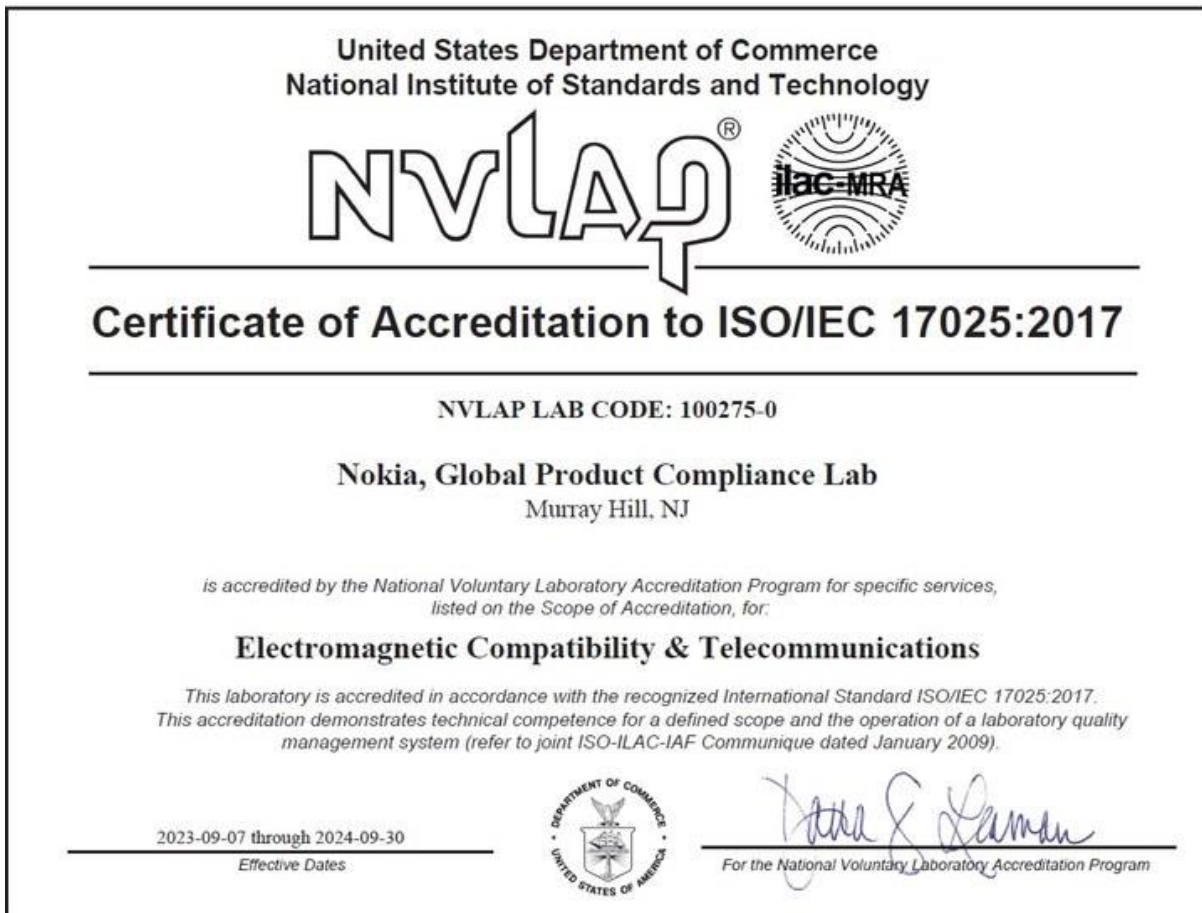 United States Department of Commerce
National Institute of Standards and Technology
NVLAP®
ilac-MRA
Certificate of Accreditation to ISO/IEC 17025:2017
NVLAP LAB CODE: 100275-0
Nokia, Global Product Compliance Lab
Murray Hill, NJ
is accredited by the National Voluntary Laboratory Accreditation Program for specific services,
listed on the Scope of Accreditation, for:
Electromagnetic Compatibility & Telecommunications
This laboratory is accredited in accordance with the recognized International Standard ISO/IEC 17025:2017.
This accreditation demonstrates technical competence for a defined scope and the operation of a laboratory quality
management system (refer to joint ISO-ILAC-IAF Communique dated January 2009).
2023-09-07 through 2024-09-30
Effective Dates
DEPARTMENT OF COMMERCE
UNITED STATES OF AMERICA
Dana S Leaman
For the National Voluntary Laboratory Accreditation Program